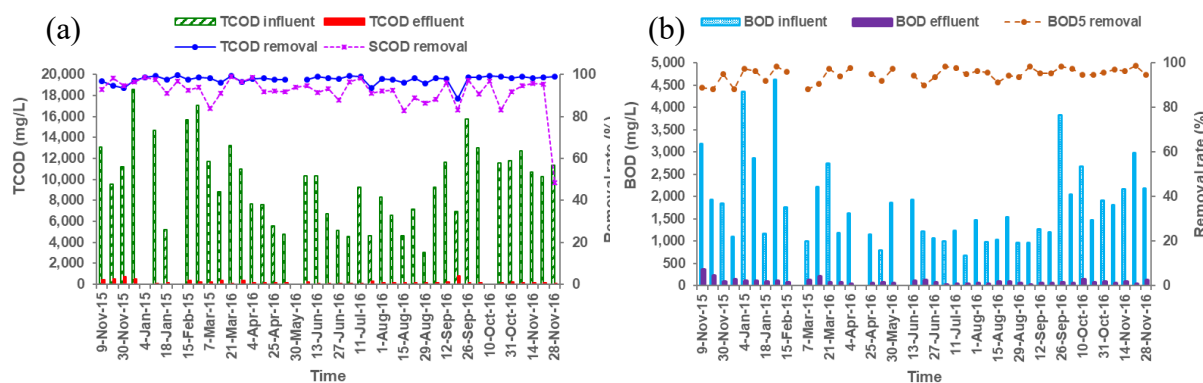 (a)
TCOD influent
TCOD effluent
TCOD removal
SCOD removal
TCOD (mg/L)
20,000
18,000
16,000
14,000
12,000
10,000
8,000
6,000
4,000
2,000
0
100
80
60
40
20
0
Removal rate (%)
9-Nov-15
30-Nov-15
4-Jan-15
18-Jan-15
15-Feb-15
7-Mar-15
21-Mar-16
4-Apr-16
25-Apr-16
30-May-16
13-Jun-16
27-Jun-16
11-Jul-16
1-Aug-16
15-Aug-16
29-Aug-16
12-Sep-16
26-Sep-16
10-Oct-16
31-Oct-16
14-Nov-16
28-Nov-16
Time
(b)
BOD influent
BOD effluent
BOD5 removal
BOD (mg/L)
5,000
4,500
4,000
3,500
3,000
2,500
2,000
1,500
1,000
500
0
100
80
60
40
20
0
Removal rate (%)
9-Nov-15
30-Nov-15
4-Jan-16
18-Jan-16
15-Feb-16
7-Mar-16
21-Mar-16
4-Apr-16
25-Apr-16
30-May-16
13-Jun-16
27-Jun-16
11-Jul-16
1-Aug-16
15-Aug-16
29-Aug-16
12-Sep-16
26-Sep-16
10-Oct-16
31-Oct-16
14-Nov-16
28-Nov-16
Time